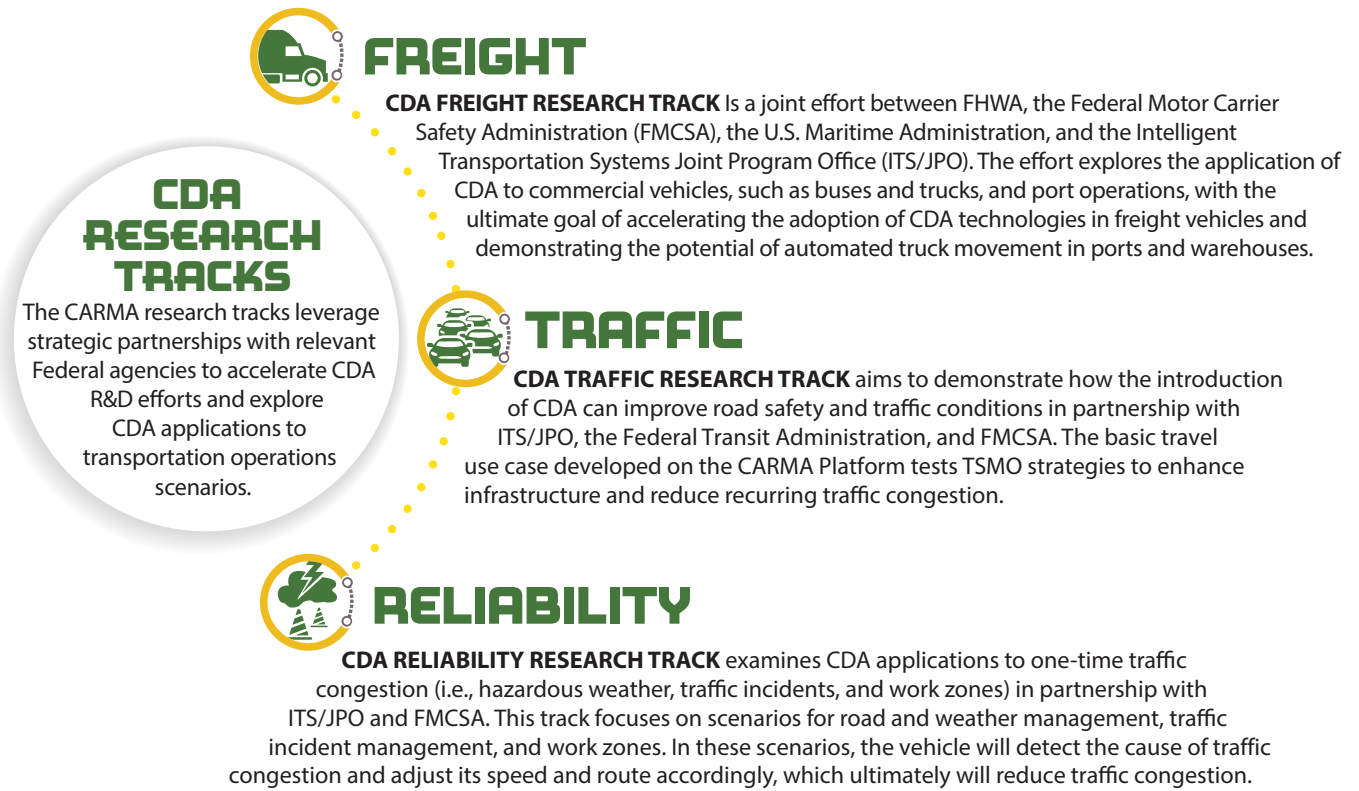 FREIGHT
CDA FREIGHT RESEARCH TRACK Is a joint effort between FHWA, the Federal Motor Carrier
Safety Administration (FMCSA), the U.S. Maritime Administration, and the Intelligent
Transportation Systems Joint Program Office (ITS/JPO). The effort explores the application of
CDA to commercial vehicles, such as buses and trucks, and port operations, with the
ultimate goal of accelerating the adoption of CDA technologies in freight vehicles and
demonstrating the potential of automated truck movement in ports and warehouses.
CDA
RESEARCH
TRACKS
The CARMA research tracks leverage
strategic partnerships with relevant
Federal agencies to accelerate CDA
R&D efforts and explore
CDA applications to
transportation operations
scenarios.
TRAFFIC
CDA TRAFFIC RESEARCH TRACK aims to demonstrate how the introduction
of CDA can improve road safety and traffic conditions in partnership with
ITS/JPO, the Federal Transit Administration, and FMCSA. The basic travel
use case developed on the CARMA Platform tests TSMO strategies to enhance
infrastructure and reduce recurring traffic congestion.
RELIABILITY
CDA RELIABILITY RESEARCH TRACK examines CDA applications to one-time traffic
congestion (i.e., hazardous weather, traffic incidents, and work zones) in partnership with
ITS/JPO and FMCSA. This track focuses on scenarios for road and weather management, traffic
incident management, and work zones. In these scenarios, the vehicle will detect the cause of traffic
congestion and adjust its speed and route accordingly, which ultimately will reduce traffic congestion.